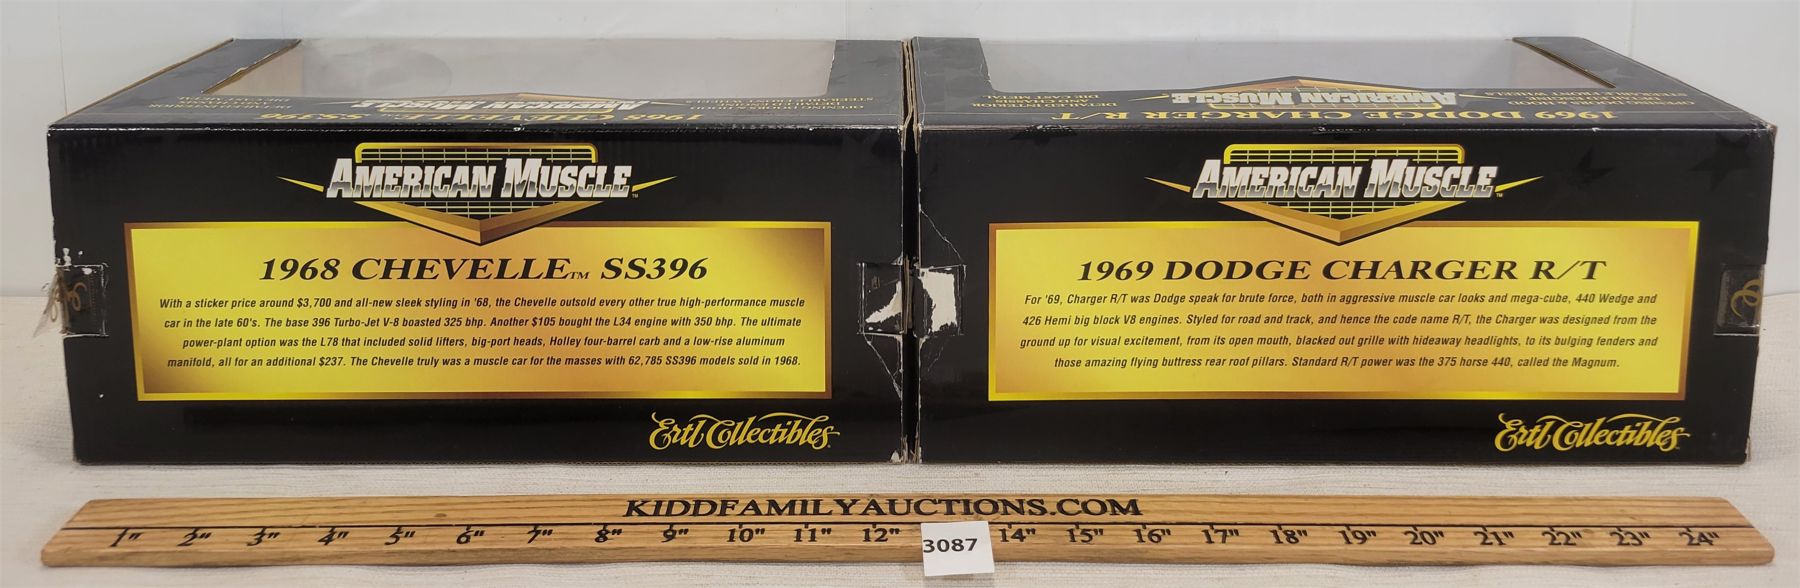 AMERICAN MUSCLE
1968 CHEVELLE™ SS396
AMERICAN MUSCLE
1969 DODGE CHARGER R/T
DETAILED INTERIOR
AND CHASSIS
DIE CAST METAL
AMERICAN MUSCLE™
1968 CHEVELLE™ SS396
With a sticker price around $3,700 and all-new sleek styling in '68, the Chevelle outsold every other true high-performance muscle
car in the late 60's. The base 396 Turbo-Jet V-8 boasted 325 bhp. Another $105 bought the L34 engine with 350 bhp. The ultimate
power-plant option was the L78 that included solid lifters, big-port heads, Holley four-barrel carb and a low-rise aluminum
manifold, all for an additional $237. The Chevelle truly was a muscle car for the masses with 62,785 SS396 models sold in 1968.
Ertl Collectibles
AMERICAN MUSCLE™
1969 DODGE CHARGER R/T
For '69, Charger R/T was Dodge speak for brute force, both in aggressive muscle car looks and mega-cube, 440 Wedge and
426 Hemi big block V8 engines. Styled for road and track, and hence the code name R/T, the Charger was designed from the
ground up for visual excitement, from its open mouth, blacked out grille with hideaway headlights, to its bulging fenders and
those amazing flying buttress rear roof pillars. Standard R/T power was the 375 horse 440, called the Magnum.
Ertl Collectibles
KIDDFAMILYAUCTIONS.COM
1" 2" 3" 4" 5" 6" 7" 8" 9" 10" 11" 12" 14" 15" 16" 17" 18" 19" 20" 21" 22" 23" 24"
3087